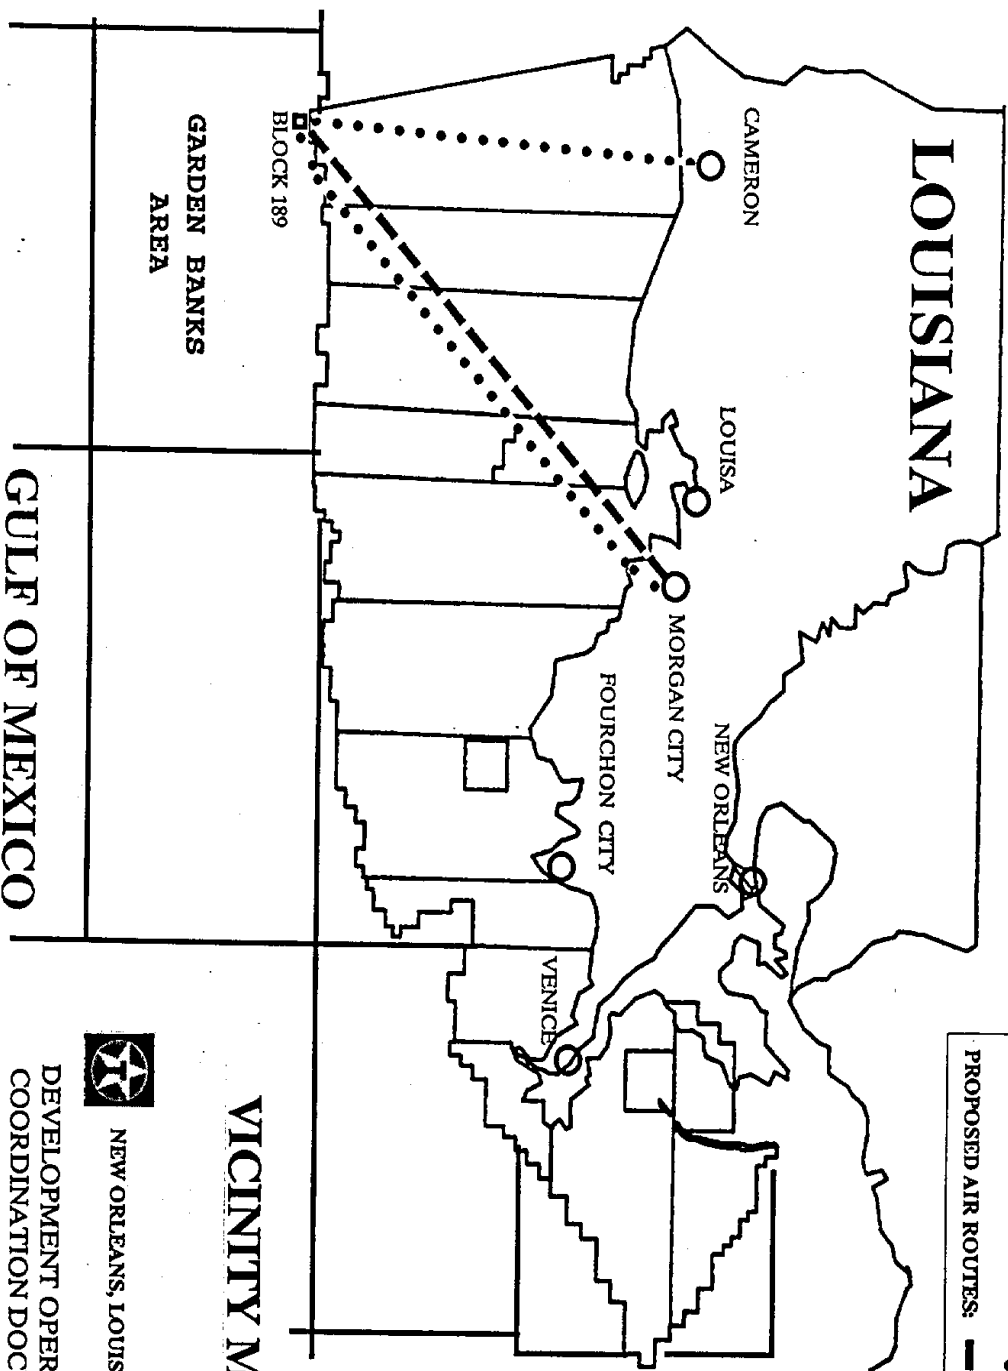 LOUISIANA
CAMERON
LOUISA
MORGAN CITY
NEW ORLEANS
FOURCHON CITY
VENICE
BLOCK 189
GARDEN BANKS
AREA
GULF OF MEXICO
PROPOSED AIR ROUTES:
VICINITY M
T
NEW ORLEANS, LOUIS
DEVELOPMENT OPER
COORDINATION DOC